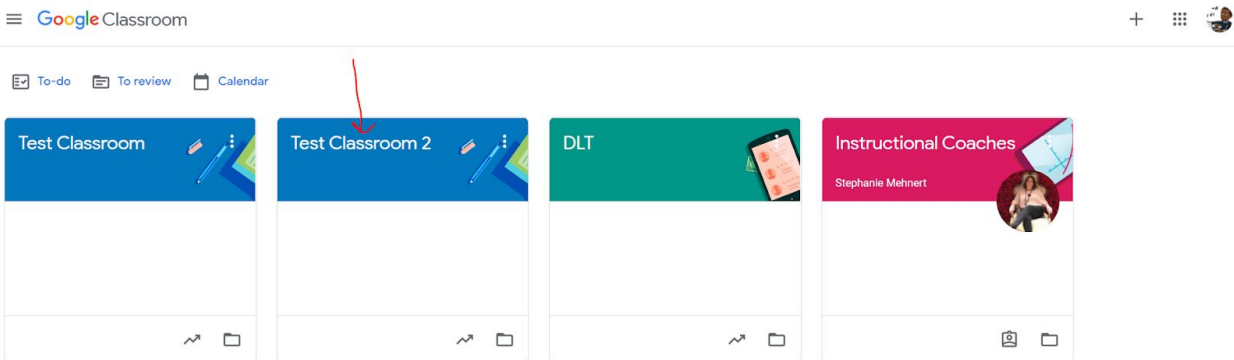 Google Classroom
To-do To review Calendar
Test Classroom
Test Classroom 2
DLT
Instructional Coaches
Stephanie Mehnert